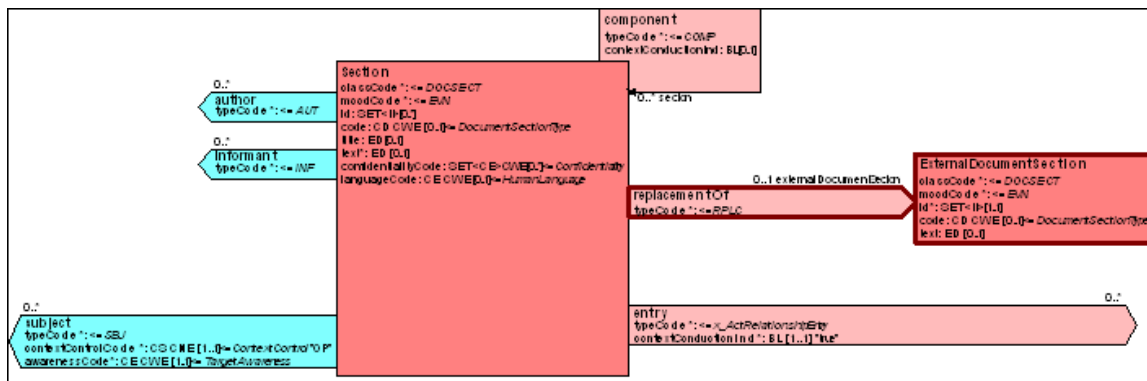 component
typeCode *: <= COMP
contextConductionInd: BL[0..1]
0..* section
Section
classCode *: <= DOCSECT
moodCode *: <= EVN
id: SET<II>[0..*]
code: CD CWE [0..1]<= DocumentSectionType
title: ED [0..1]
text*: ED [0..1]
confidentialityCode: SET<CE>CWE[0..*]<= Confidentiality
languageCode: CE CWE[0..1]<= HumanLanguage
0..*
author
typeCode *: <= AUT
0..*
informant
typeCode *: <= INF
0..1 externalDocumentSection
replacementOf
typeCode *: <=RPLC
ExternalDocumentSection
classCode *: <= DOCSECT
moodCode *: <= EVN
id*: SET<II>[1..1]
code: CD CWE [0..1]<= DocumentSectionType
text: ED [0..1]
0..*
subject
typeCode *: <= SBJ
contextControlCode *: CS CNE [1..1]<= ContextControl "OP"
awarenessCode*: CE CWE [1..1]<= TargetAwareness
0..*
entry
typeCode *: <= x_ActRelationshipEntry
contextConductionInd *: BL [1..1] "true"